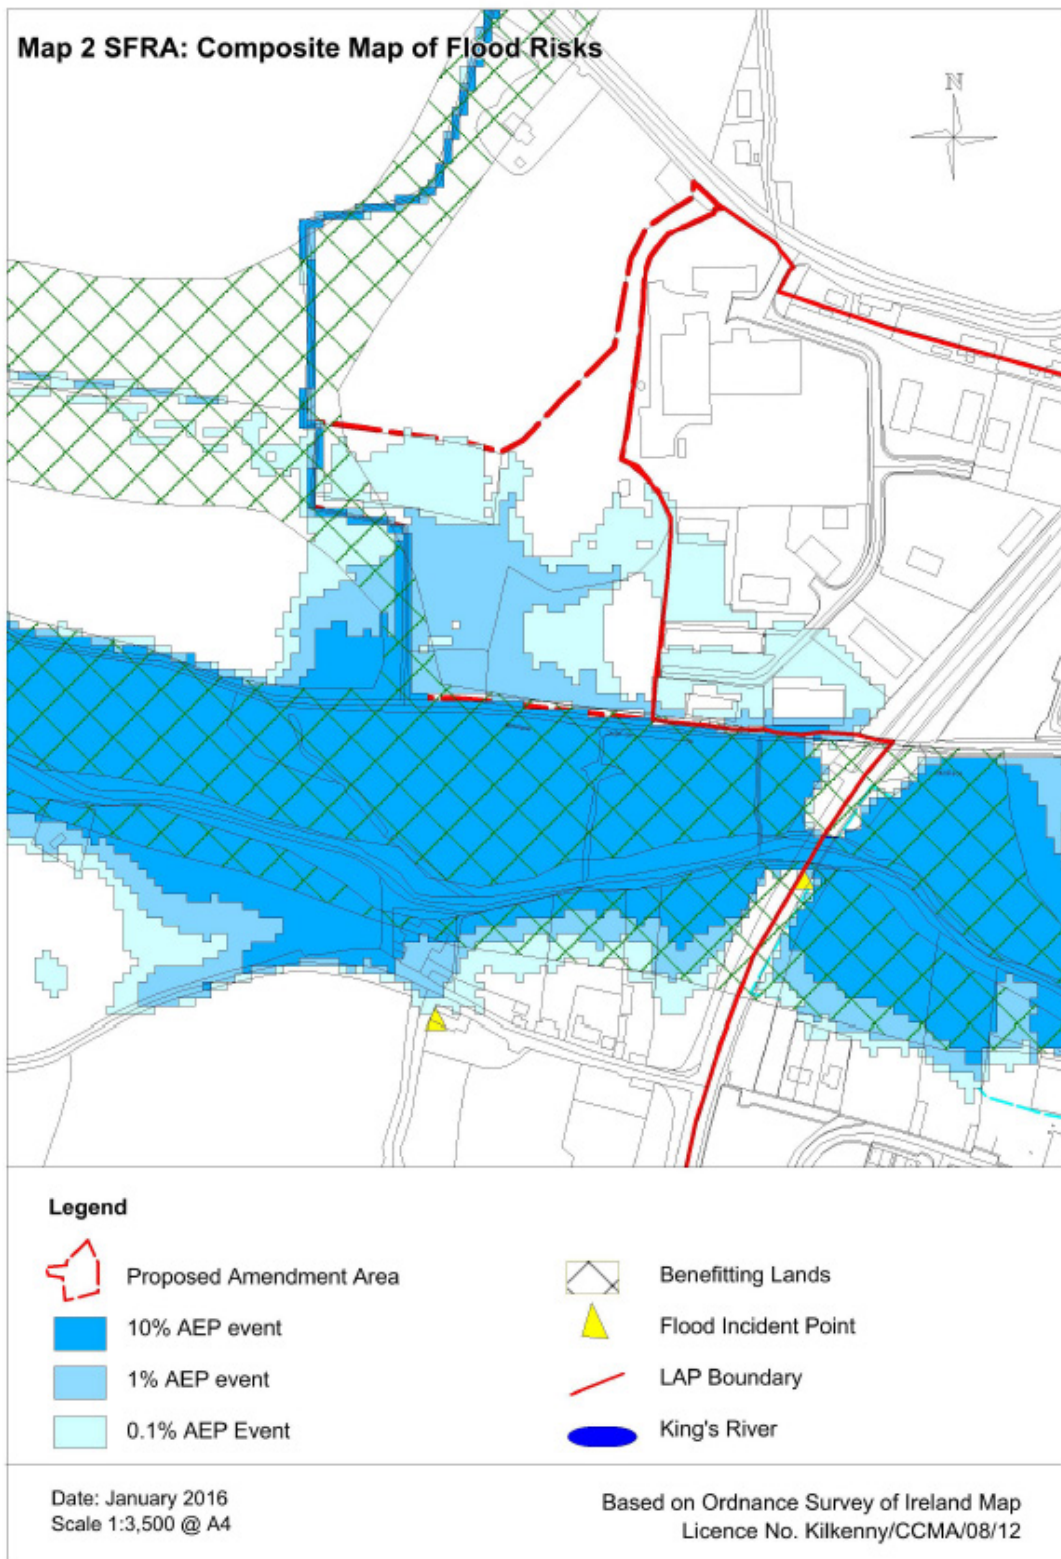 Map 2 SFRA: Composite Map of Flood Risks
N
Legend
Proposed Amendment Area
10% AEP event
1% AEP event
0.1% AEP Event
Benefitting Lands
Flood Incident Point
LAP Boundary
King's River
Date: January 2016
Scale 1:3,500 @ A4
Based on Ordnance Survey of Ireland Map
Licence No. Kilkenny/CCMA/08/12